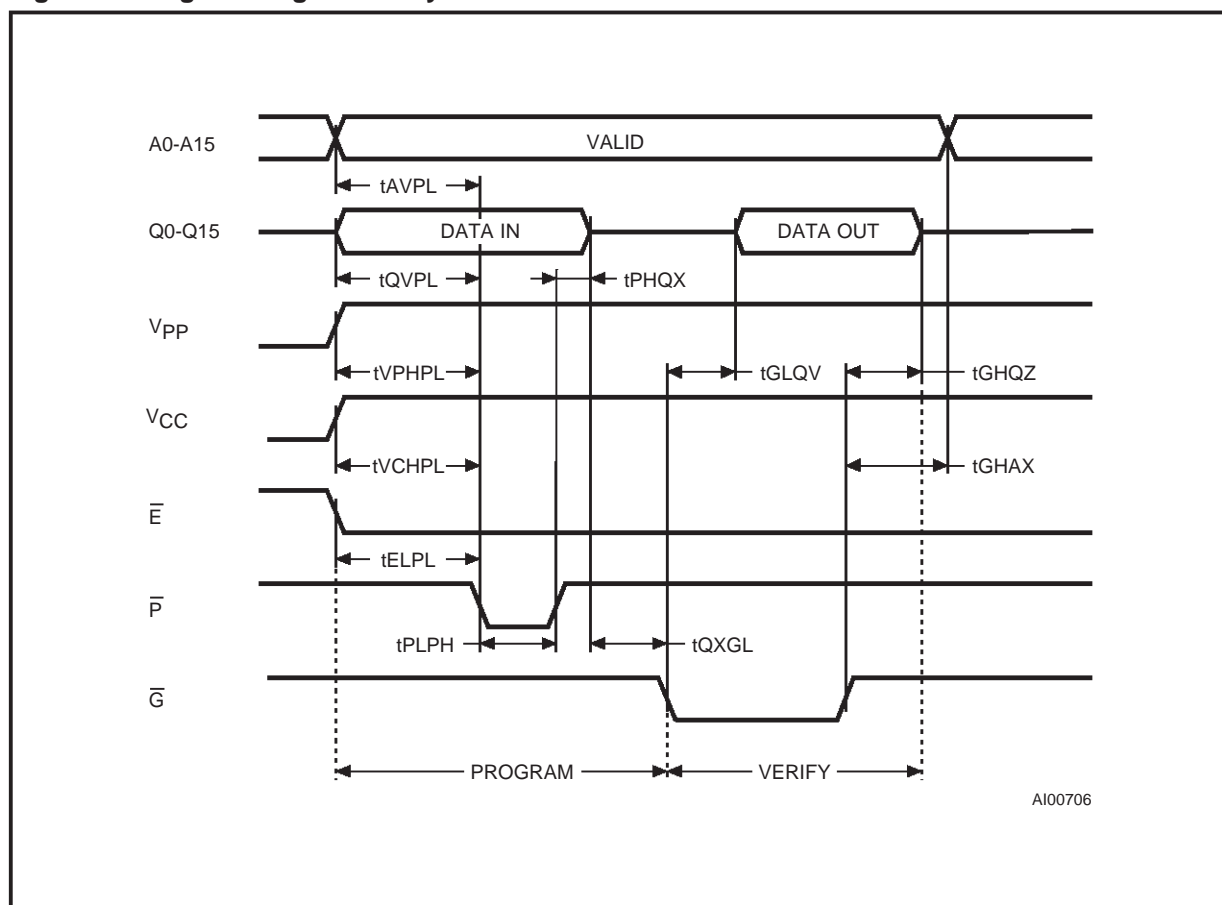 A0-A15
VALID
tAVPL
Q0-Q15
DATA IN
DATA OUT
tQVPL
tPHQX
VPP
tVPHPL
tGLQV
tGHQZ
VCC
tVCHPL
tGHAX
E̅
tELPL
P̅
tPLPH
tQXGL
G̅
PROGRAM
VERIFY
AI00706